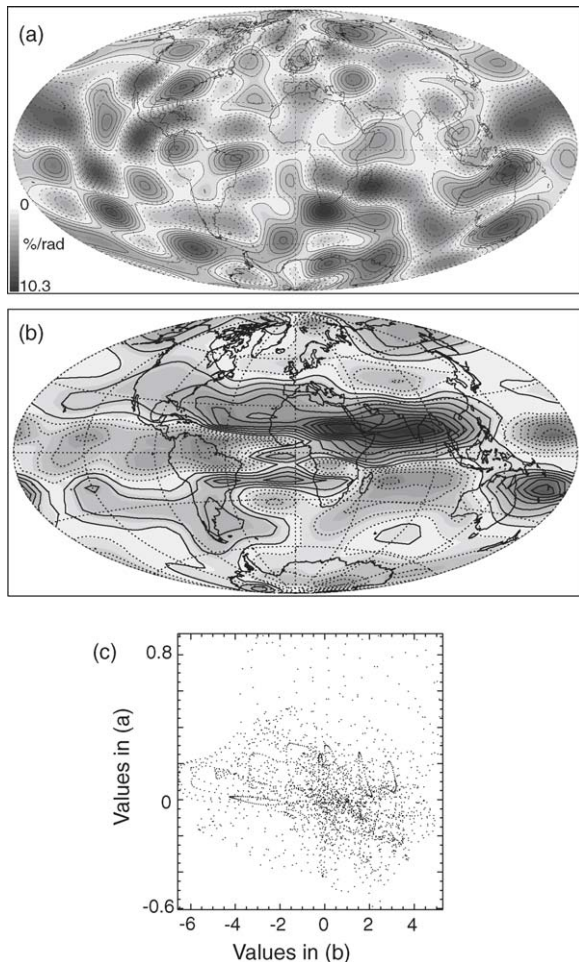 (a)
0
%/rad
10.3
(b)
(c)
0.8
0
-0.6
Values in (a)
-6 -4 -2 0 2 4
Values in (b)